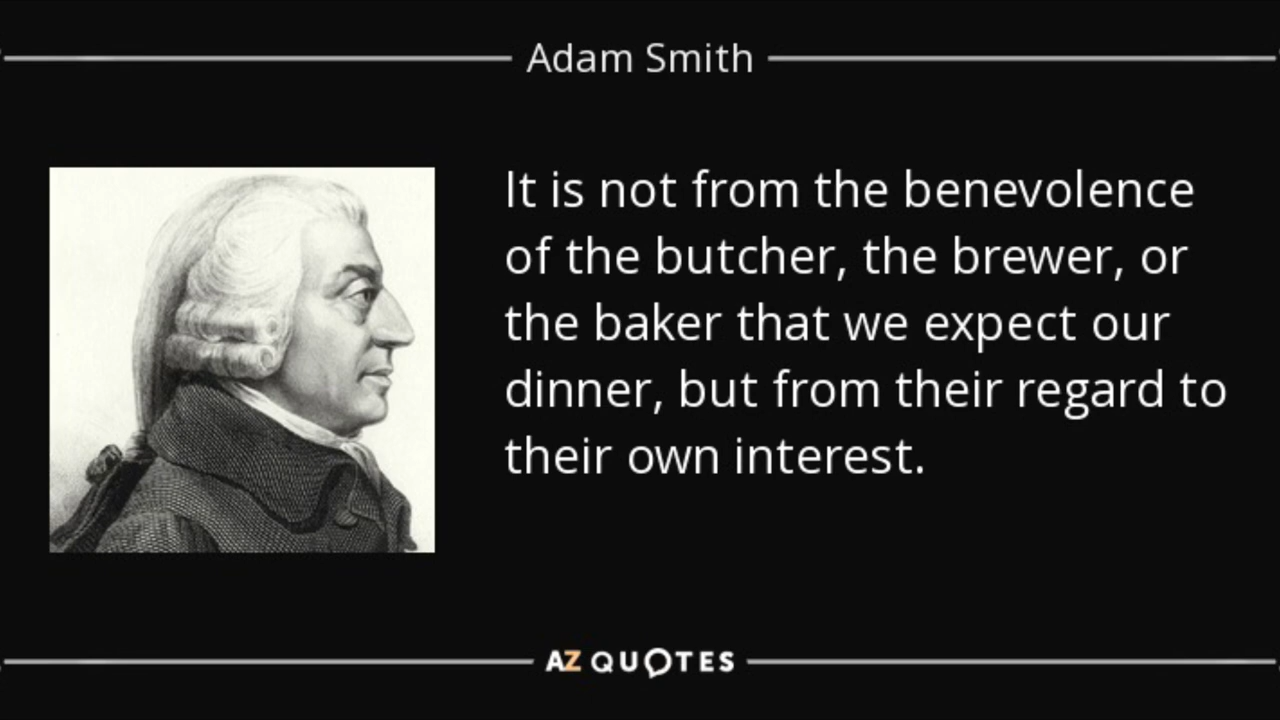 Adam Smith
It is not from the benevolence
of the butcher, the brewer, or
the baker that we expect our
dinner, but from their regard to
their own interest.
AZ QUOTES